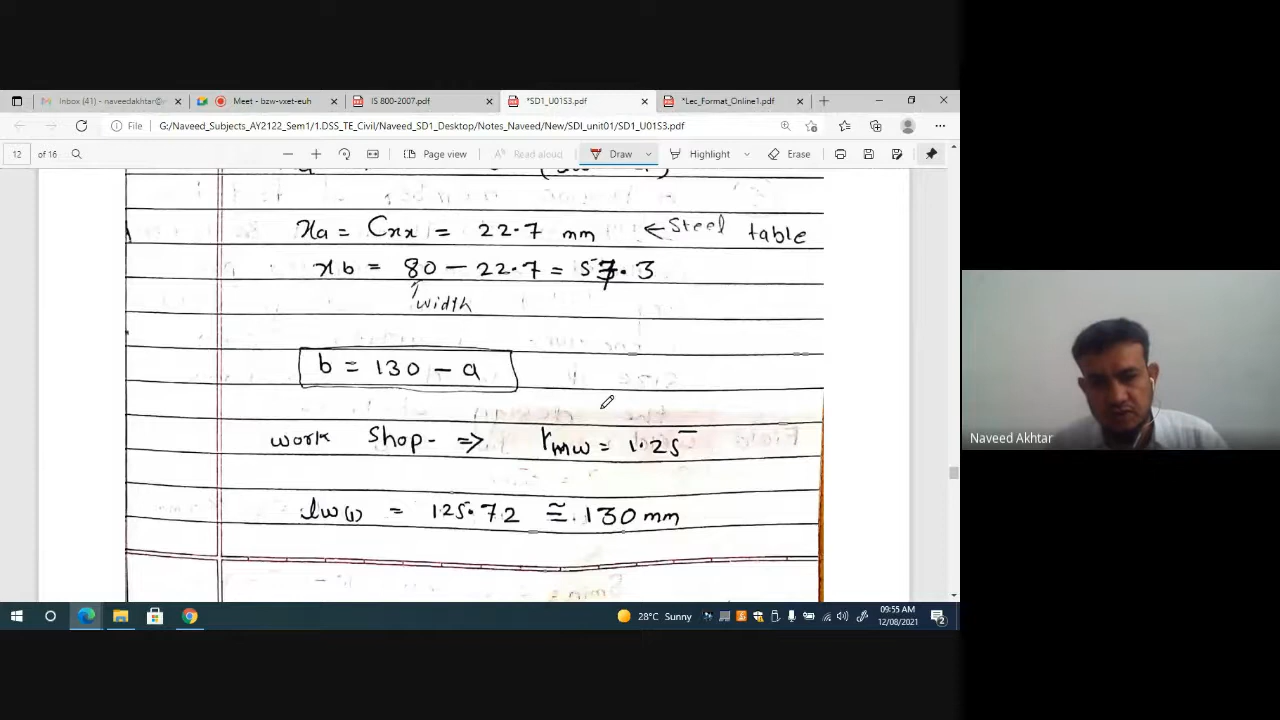 Inbox (41) - naveedakhtar@
Meet - bzw-vxet-euh
IS 800-2007.pdf
*SD1_U01S3.pdf
*Lec_Format_Online1.pdf
File
G:/Naveed_Subjects_AY2122_Sem1/1.DSS_TE_Civil/Naveed_SD1_Desktop/Notes_Naveed/New/SDI_unit01/SD1_U01S3.pdf
12 of 16
Page view
Read aloud
Draw
Highlight
Erase
xa = Cxx = 22.7 mm ← Steel table
xb = 80 - 22.7 = 57.3
width
b = 130 - a
work shop- ⇒ rmw = 1.25
lw(1) = 125.72 ≅ 130 mm
Naveed Akhtar
28°C Sunny
09:55 AM
12/08/2021
2